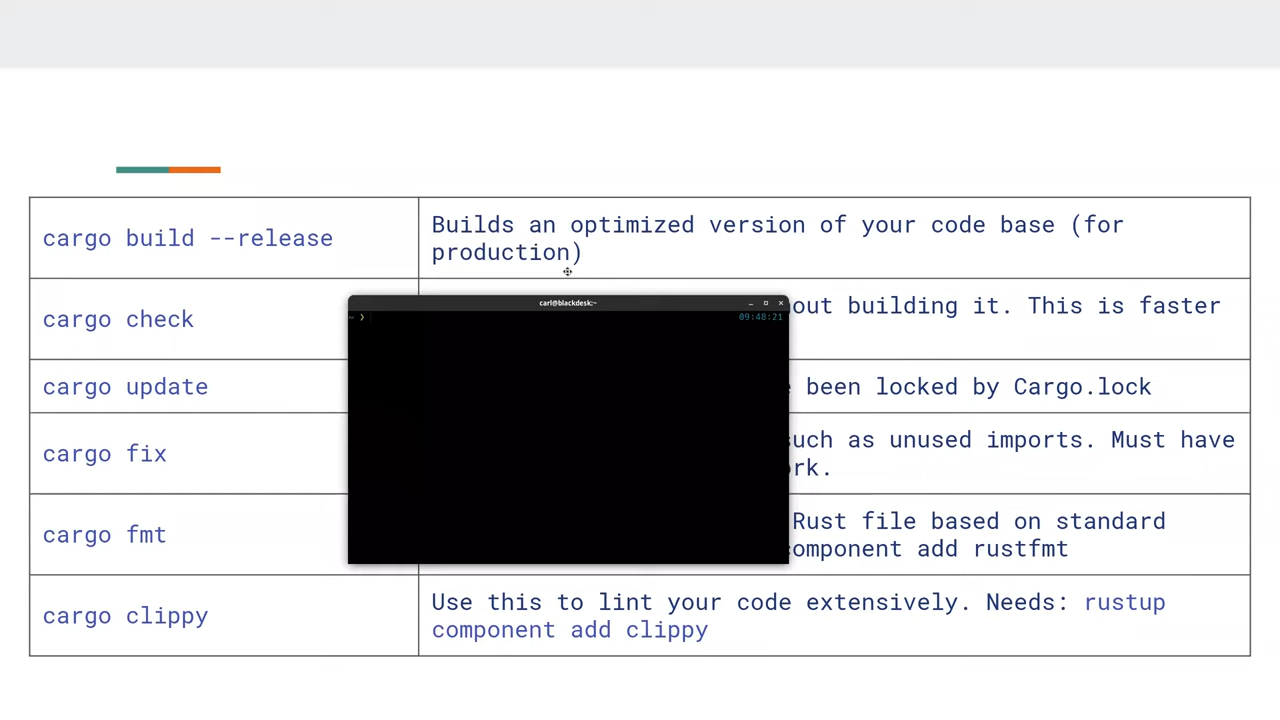 cargo build --release
Builds an optimized version of your code base (for
production)
carl@blackdesk:~
~ ❯
09:48:21
cargo check
out building it. This is faster
cargo update
been locked by Cargo.lock
cargo fix
such as unused imports. Must have
rk.
cargo fmt
Rust file based on standard
omponent add rustfmt
cargo clippy
Use this to lint your code extensively. Needs: rustup
component add clippy